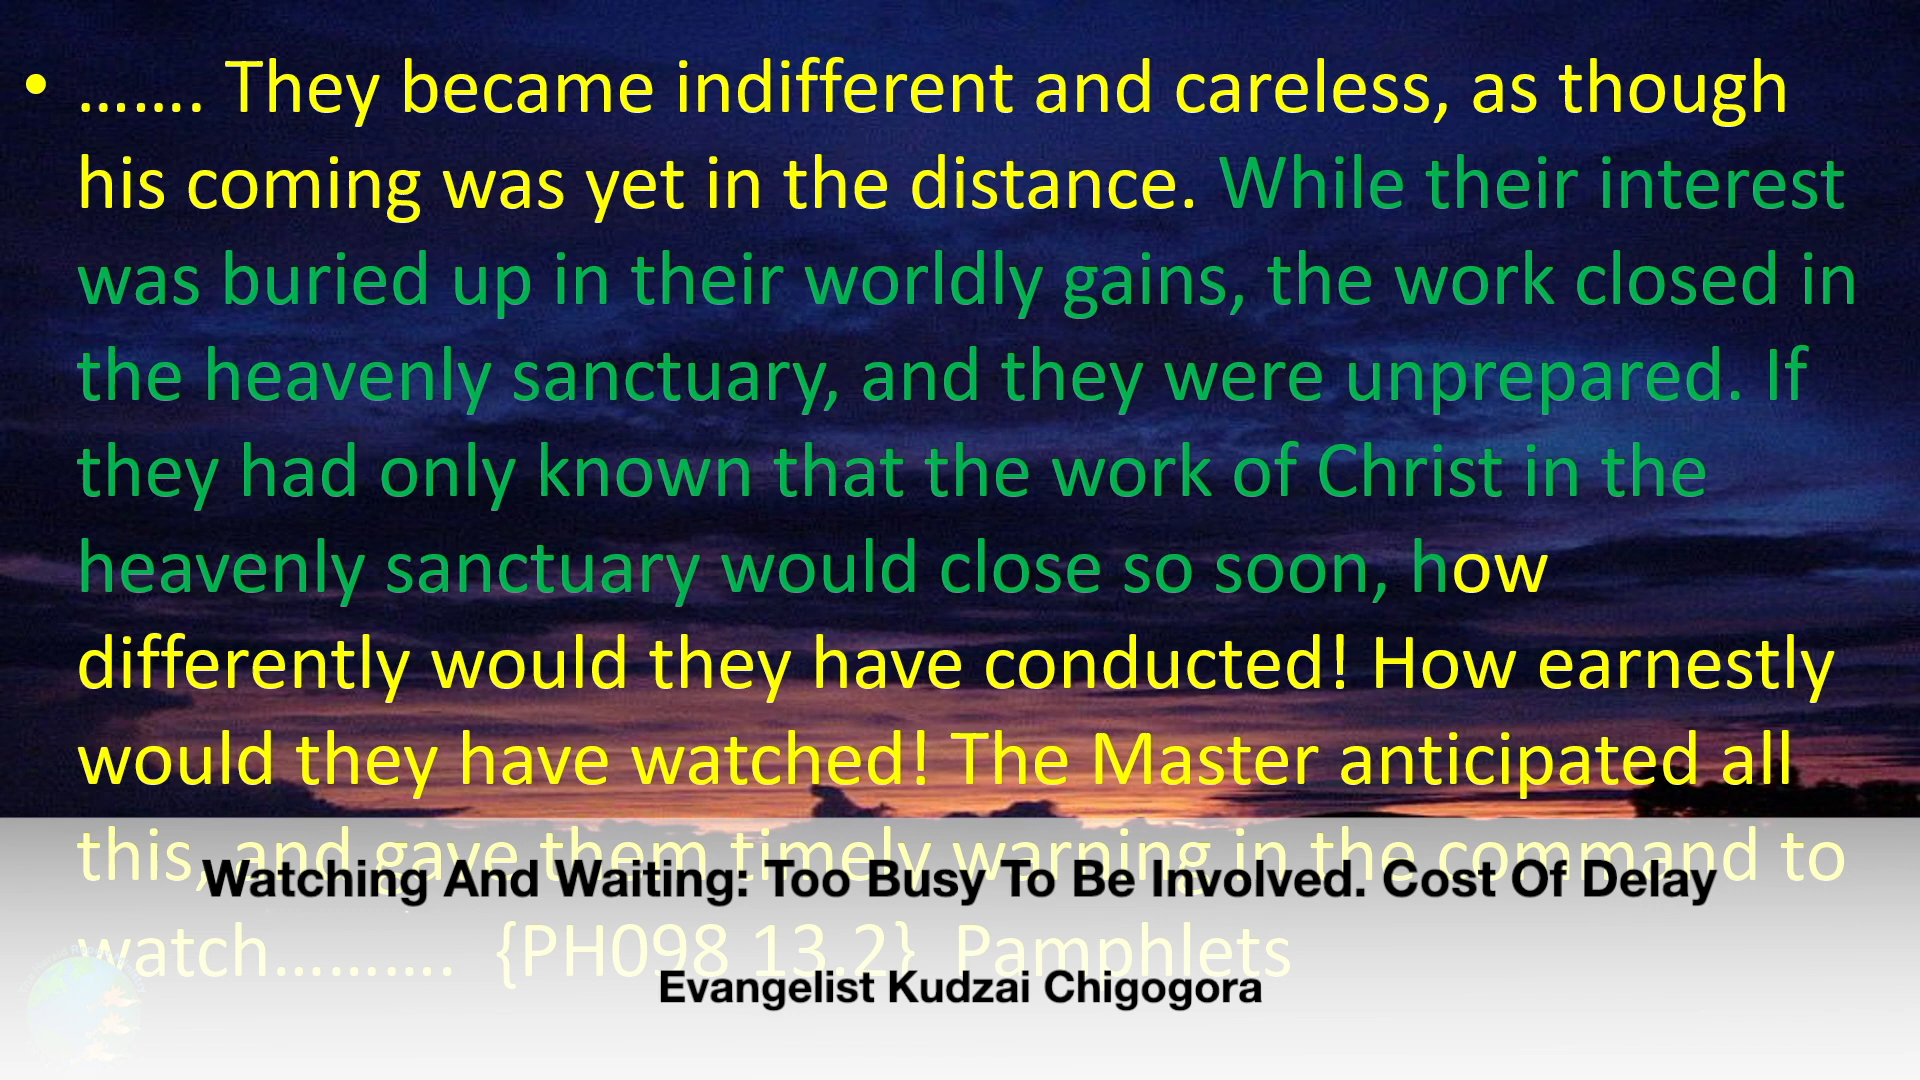 • ……. They became indifferent and careless, as though
his coming was yet in the distance. While their interest
was buried up in their worldly gains, the work closed in
the heavenly sanctuary, and they were unprepared. If
they had only known that the work of Christ in the
heavenly sanctuary would close so soon, how
differently would they have conducted! How earnestly
would they have watched! The Master anticipated all
this, and gave them timely warning in the command to
Watching And Waiting: Too Busy To Be Involved. Cost Of Delay
watch………. {PH098 13.2} Pamphlets
Evangelist Kudzai Chigogora